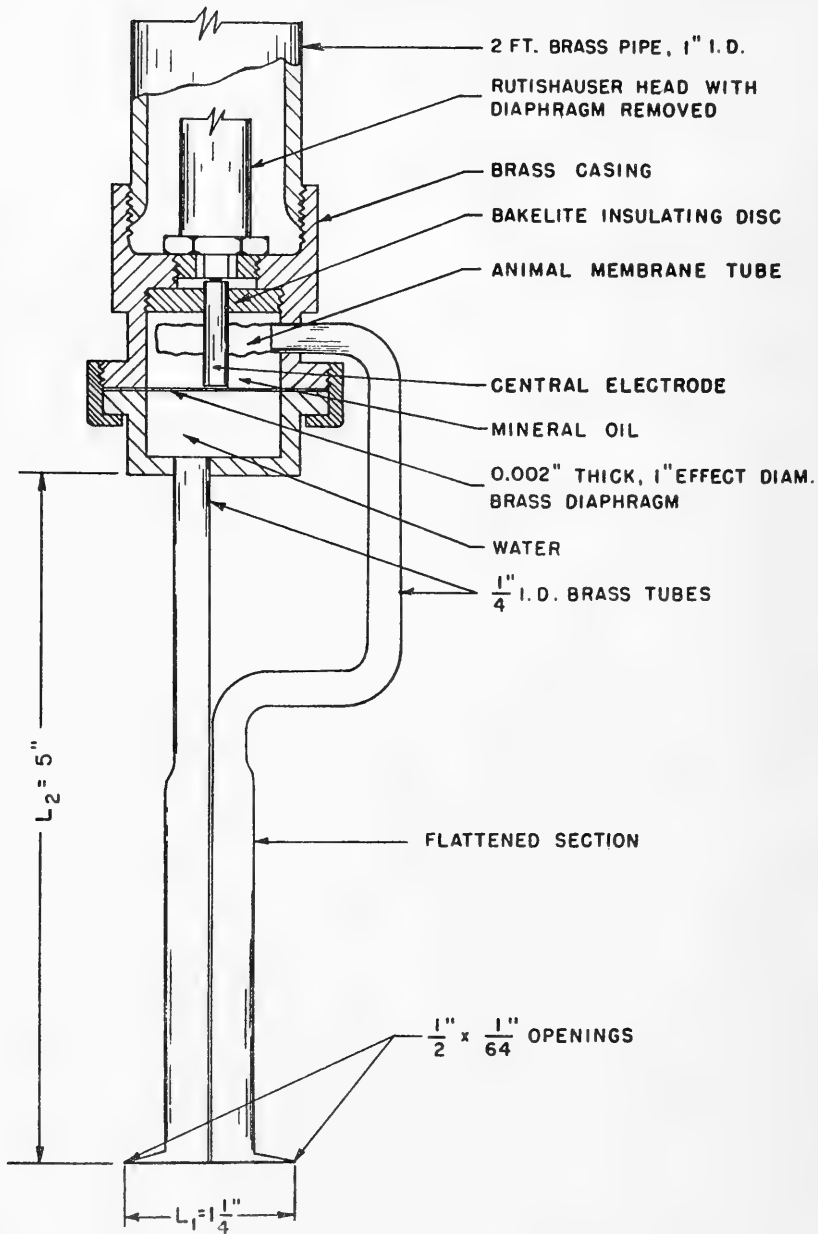 2 FT. BRASS PIPE, 1" I.D.
RUTISHAUSER HEAD WITH
DIAPHRAGM REMOVED
BRASS CASING
BAKELITE INSULATING DISC
ANIMAL MEMBRANE TUBE
CENTRAL ELECTRODE
MINERAL OIL
0.002" THICK, 1" EFFECT DIAM.
BRASS DIAPHRAGM
WATER
1/4" I.D. BRASS TUBES
L₂ = 5"
FLATTENED SECTION
1/2" x 1/64" OPENINGS
L₁ = 1 1/4"